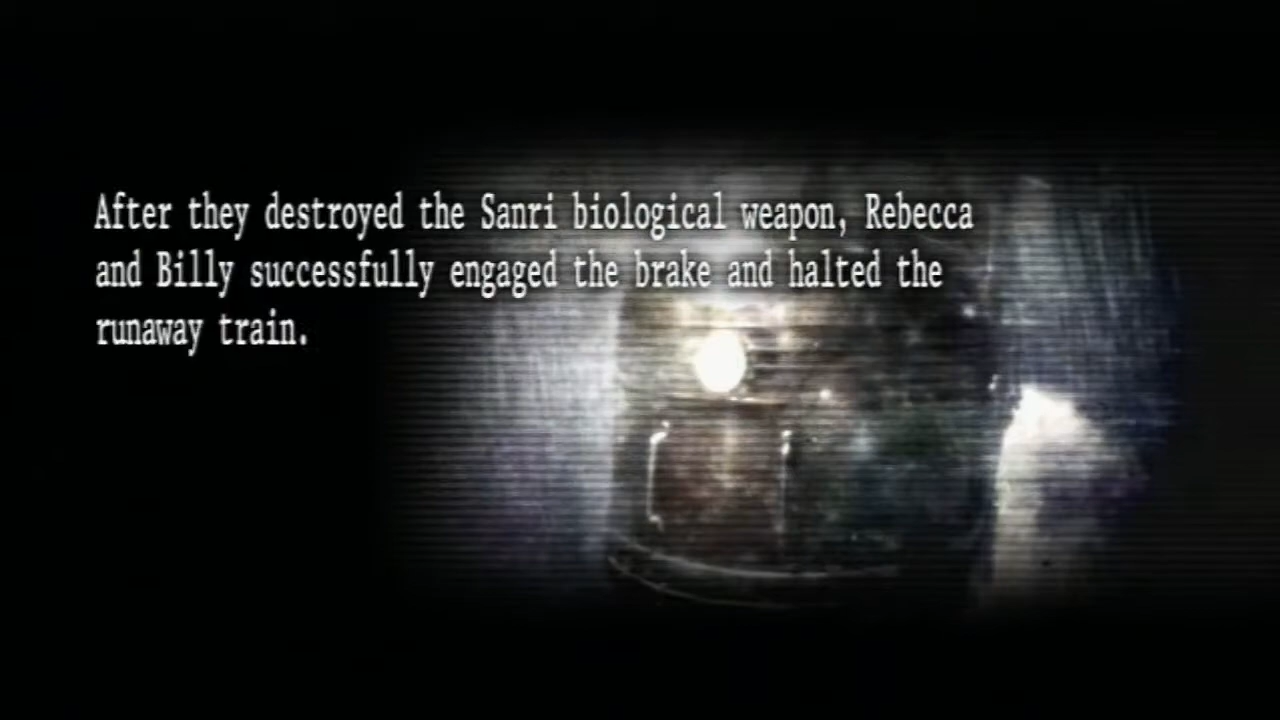 After they destroyed the Sanri biological weapon, Rebecca
and Billy successfully engaged the brake and halted the
runaway train.